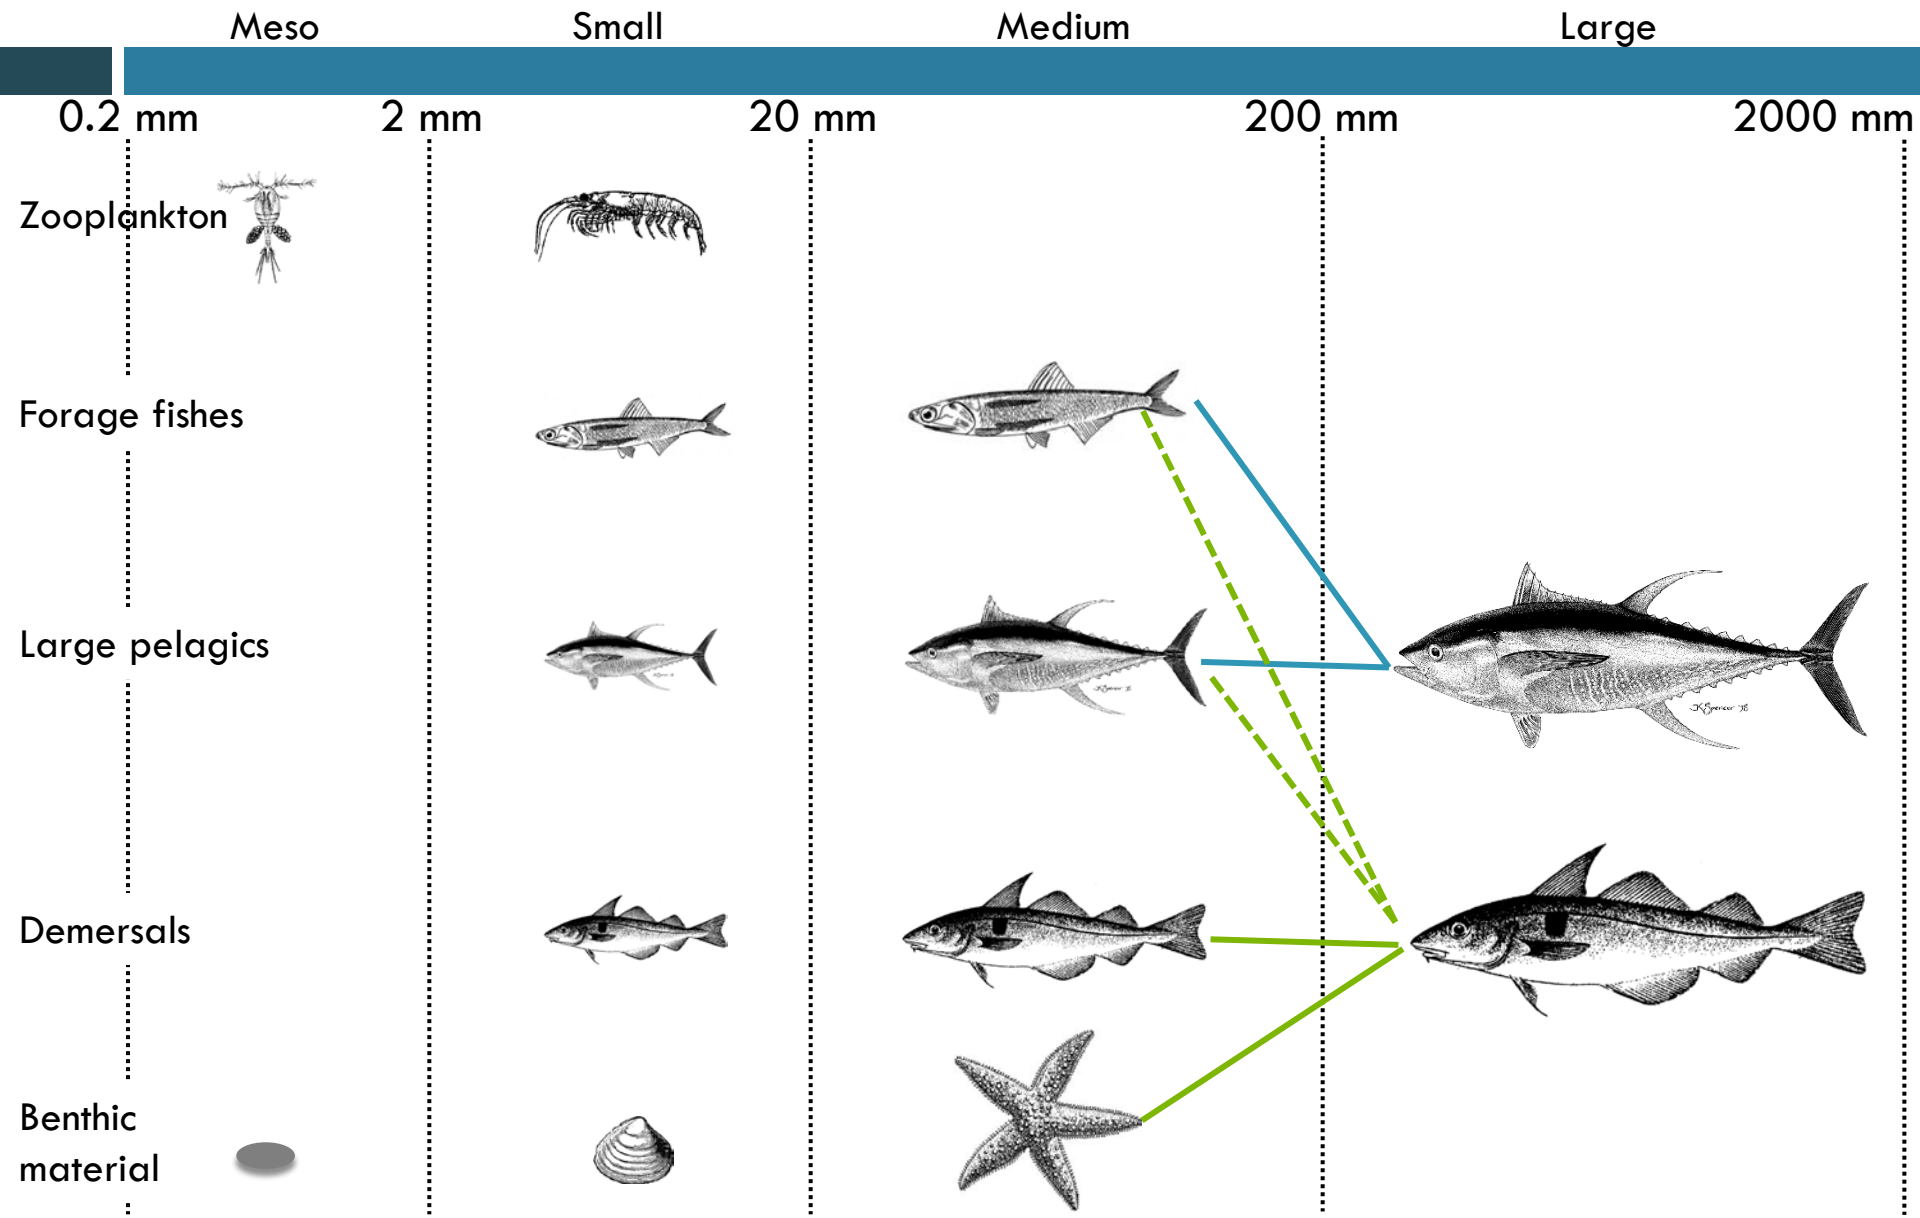 Meso Small Medium Large
0.2 mm 2 mm 20 mm 200 mm 2000 mm
Zooplankton
Forage fishes
Large pelagics
Demersals
Benthic
material